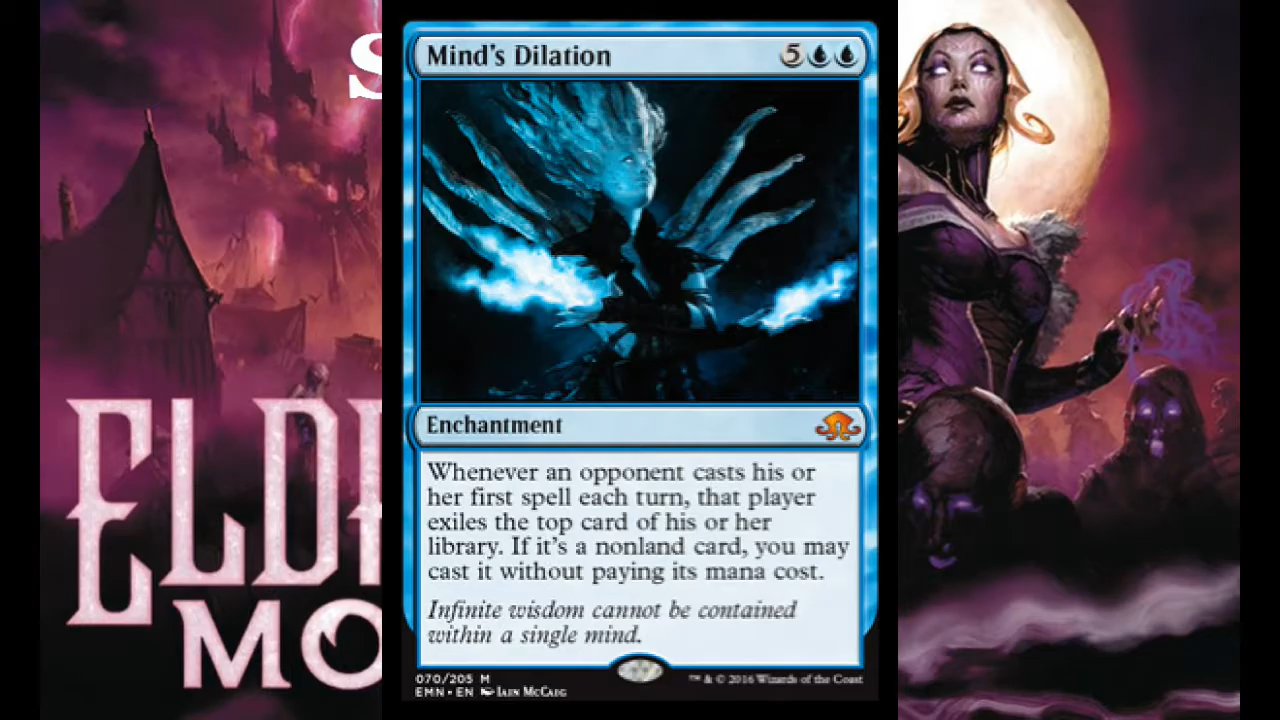 S
Mind's Dilation 5
Enchantment
Whenever an opponent casts his or
her first spell each turn, that player
exiles the top card of his or her
library. If it's a nonland card, you may
cast it without paying its mana cost.
Infinite wisdom cannot be contained
within a single mind.
070/205 M
EMN • EN Iain McCaig
™ & © 2016 Wizards of the Coast
ELD
MO